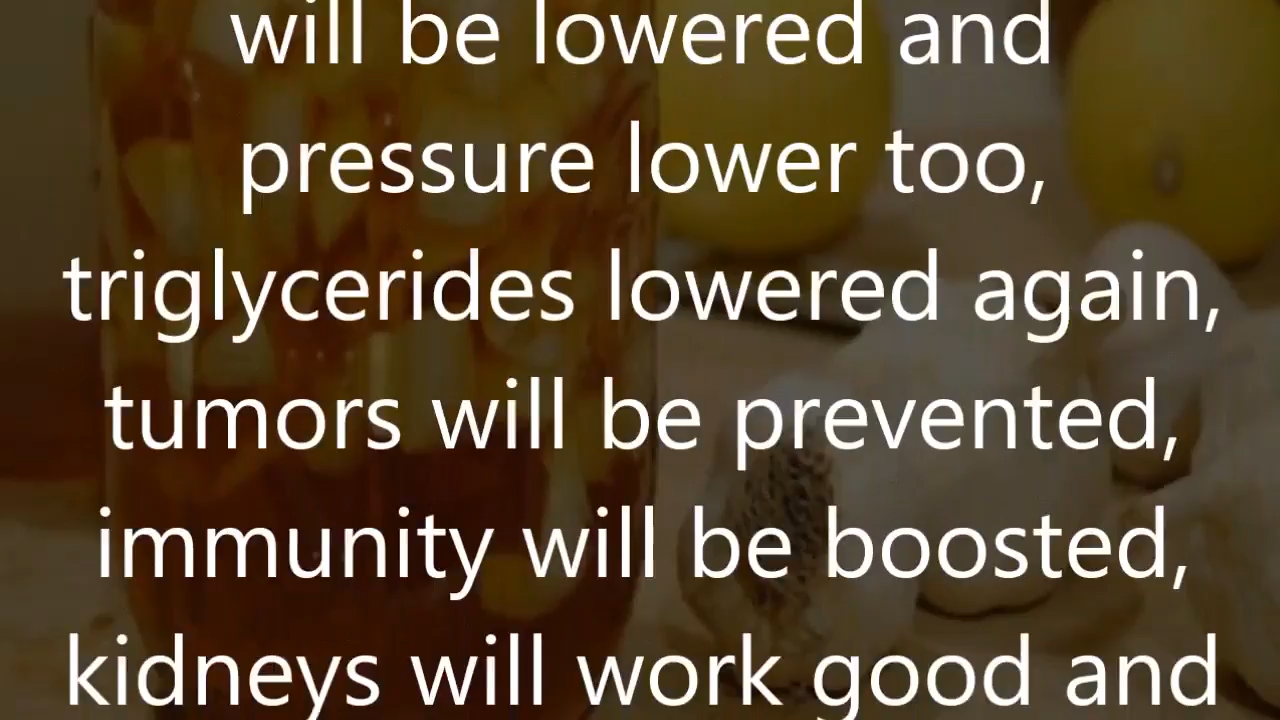 will be lowered and
pressure lower too,
triglycerides lowered again,
tumors will be prevented,
immunity will be boosted,
kidneys will work good and